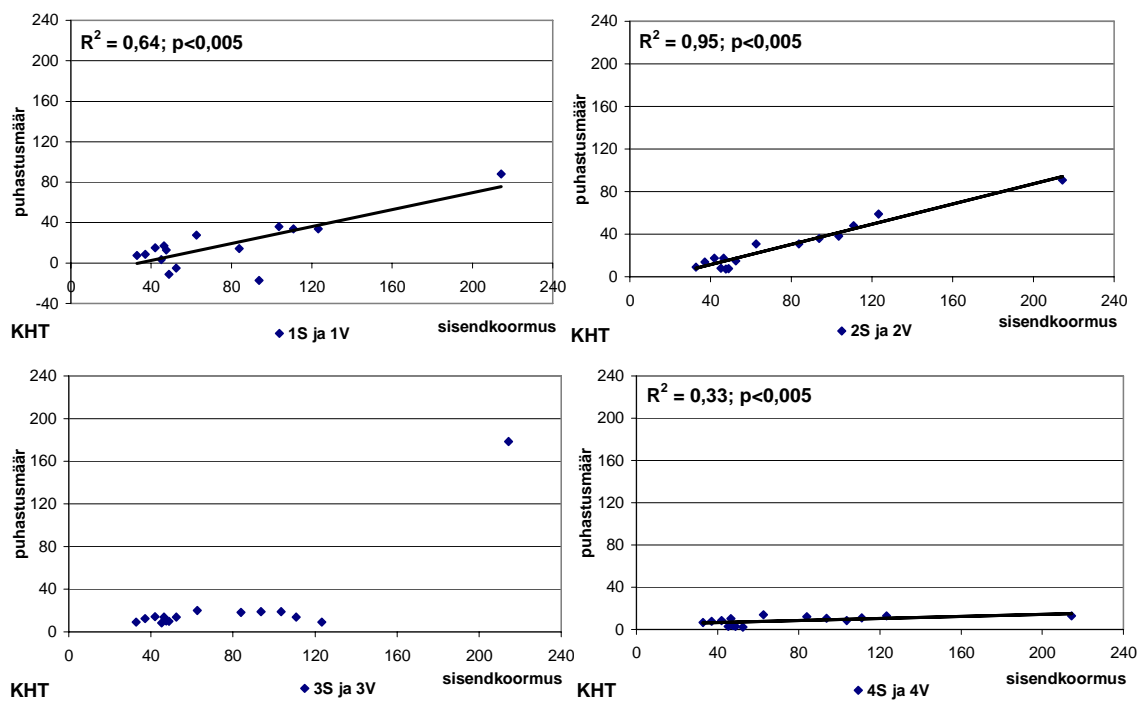 R² = 0,64; p<0,005
puhastusmäär
240
200
160
120
80
40
0
-40
0 40 80 120 160 200 240
KHT
sisendkoormus
1S ja 1V
R² = 0,95; p<0,005
puhastusmäär
240
200
160
120
80
40
0
0 40 80 120 160 200 240
KHT
sisendkoormus
2S ja 2V
puhastusmäär
240
200
160
120
80
40
0
0 40 80 120 160 200 240
KHT
sisendkoormus
3S ja 3V
R² = 0,33; p<0,005
puhastusmäär
240
200
160
120
80
40
0
0 40 80 120 160 200 240
KHT
sisendkoormus
4S ja 4V